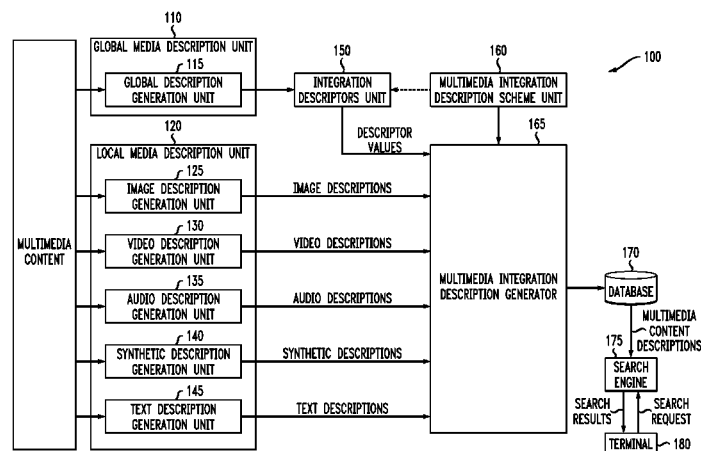 110
GLOBAL MEDIA DESCRIPTION UNIT
115
GLOBAL DESCRIPTION
GENERATION UNIT
150
INTEGRATION
DESCRIPTORS UNIT
160
MULTIMEDIA INTEGRATION
DESCRIPTION SCHEME UNIT
100
DESCRIPTOR
VALUES
165
120
LOCAL MEDIA DESCRIPTION UNIT
125
IMAGE DESCRIPTION
GENERATION UNIT
IMAGE DESCRIPTIONS
130
VIDEO DESCRIPTION
GENERATION UNIT
VIDEO DESCRIPTIONS
MULTIMEDIA
CONTENT
135
AUDIO DESCRIPTION
GENERATION UNIT
AUDIO DESCRIPTIONS
MULTIMEDIA INTEGRATION
DESCRIPTION GENERATOR
170
DATABASE
140
SYNTHETIC DESCRIPTION
GENERATION UNIT
SYNTHETIC DESCRIPTIONS
MULTIMEDIA
CONTENT
DESCRIPTIONS
175
SEARCH
ENGINE
145
TEXT DESCRIPTION
GENERATION UNIT
TEXT DESCRIPTIONS
SEARCH
RESULTS
SEARCH
REQUEST
TERMINAL
180